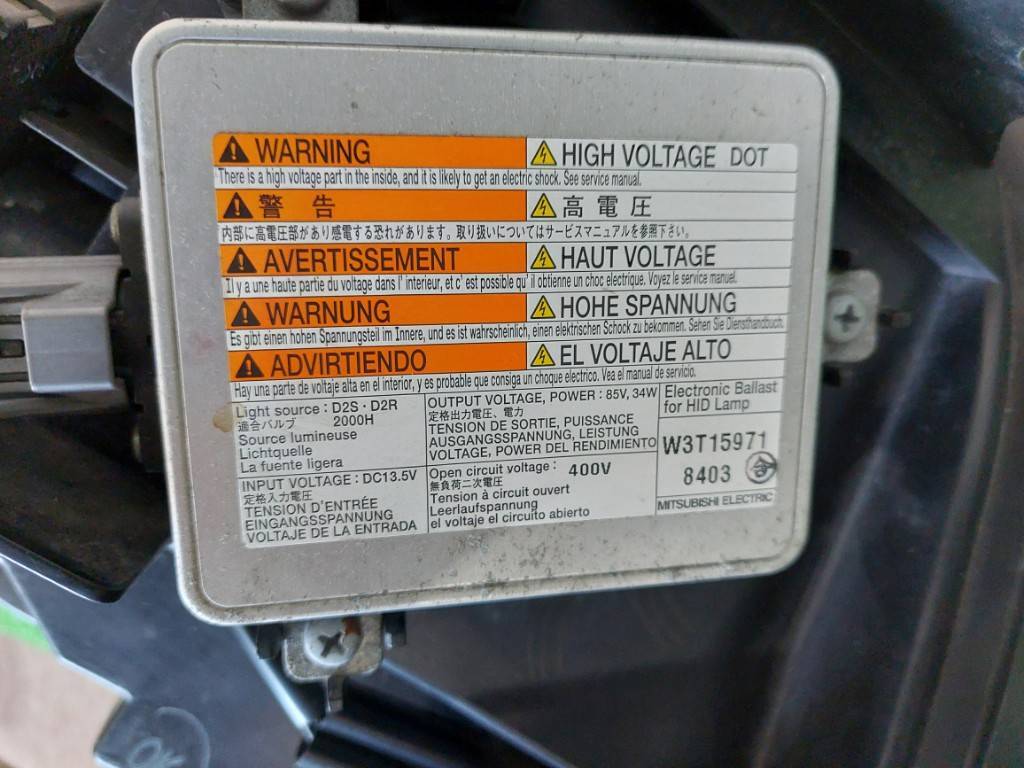 WARNING HIGH VOLTAGE DOT
There is a high voltage part in the inside, and it is likely to get an electric shock. See service manual.
警告 高電圧
内部に高電圧部があり感電する恐れがあります。取り扱いについてはサービスマニュアルを参照下さい。
AVERTISSEMENT HAUT VOLTAGE
Il y a une haute partie du voltage dans l' interieur, et c' est possible qu' il obtienne un choc electrique. Voyez le service manuel.
WARNUNG HOHE SPANNUNG
Es gibt einen hohen Spannungsteil im Innere, und es ist wahrscheinlich, einen elektrischen Schock zu bekommen. Sehen Sie Diensthandbuch.
ADVIRTIENDO EL VOLTAJE ALTO
Hay una parte de voltaje alta en el interior, y es probable que consiga un choque electrico. Vea el manual de servicio.
Light source : D2S・D2R
適合バルブ 2000H
Source lumineuse
Lichtquelle
La fuente ligera
INPUT VOLTAGE : DC13.5V
定格入力電圧
TENSION D'ENTRÉE
EINGANGSSPANNUNG
VOLTAJE DE LA ENTRADA
OUTPUT VOLTAGE, POWER : 85V, 34W
定格出力電圧、電力
TENSION DE SORTIE, PUISSANCE
AUSGANGSSPANNUNG, LEISTUNG
VOLTAJE, POWER DEL RENDIMIENTO
Open circuit voltage : 400V
無負荷二次電圧
Tension à circuit ouvert
Leerlaufspannung
el voltaje el circuito abierto
Electronic Ballast
for HID Lamp
W3T15971
8403 合
MITSUBISHI ELECTRIC
OK